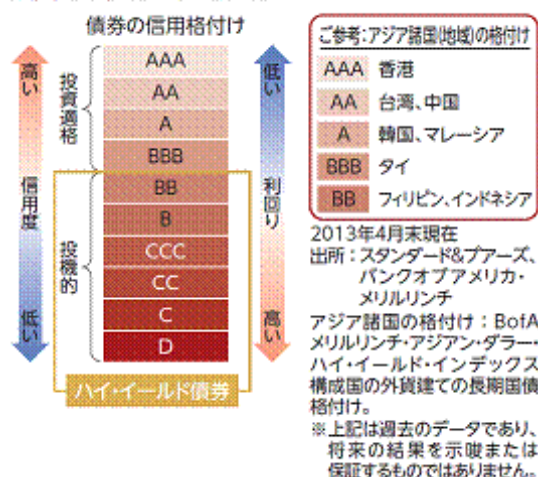 債券の信用格付け
高い
信用度
低い
投資適格
投機的
AAA
AA
A
BBB
BB
B
CCC
CC
C
D
低い
利回り
高い
ハイ・イールド債券
ご参考:アジア諸国(地域)の格付け
AAA 香港
AA 台湾、中国
A 韓国、マレーシア
BBB タイ
BB フィリピン、インドネシア
2013年4月末現在
出所:スタンダード&プアーズ、
バンクオブアメリカ・
メリルリンチ
アジア諸国の格付け:BofA
メリルリンチ・アジアン・ダラー・
ハイ・イールド・インデックス
構成国の外貨建ての長期国債
格付け。
※上記は過去のデータであり、
将来の結果を示唆または
保証するものではありません。